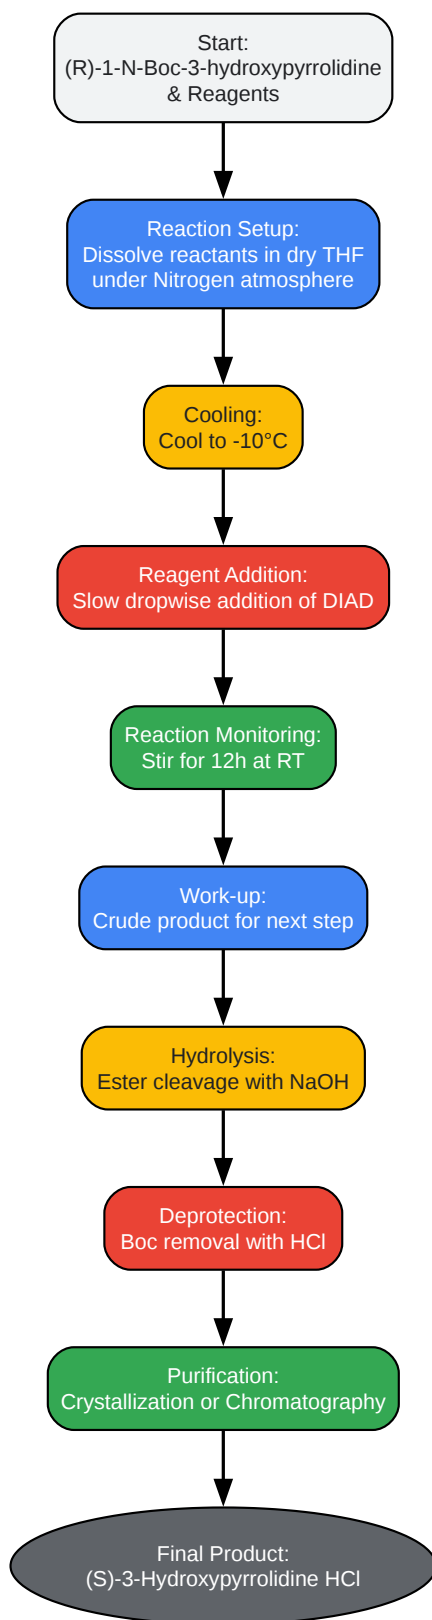 Start:
(R)-1-N-Boc-3-hydroxypyrrolidine
& Reagents
Reaction Setup:
Dissolve reactants in dry THF
under Nitrogen atmosphere
Cooling:
Cool to -10°C
Reagent Addition:
Slow dropwise addition of DIAD
Reaction Monitoring:
Stir for 12h at RT
Work-up:
Crude product for next step
Hydrolysis:
Ester cleavage with NaOH
Deprotection:
Boc removal with HCl
Purification:
Crystallization or Chromatography
Final Product:
(S)-3-Hydroxypyrrolidine HCl